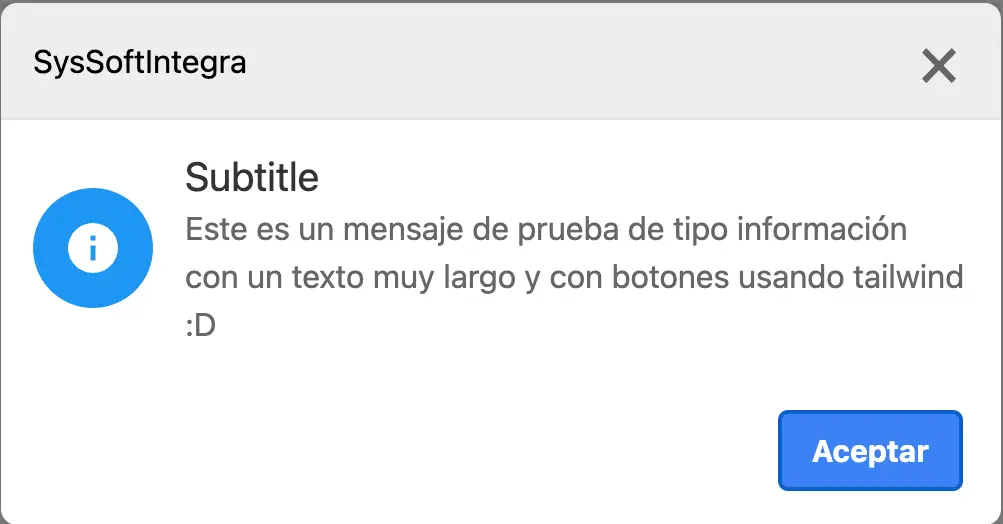 SysSoftIntegra
Subtitle
Este es un mensaje de prueba de tipo información
con un texto muy largo y con botones usando tailwind
:D
Aceptar